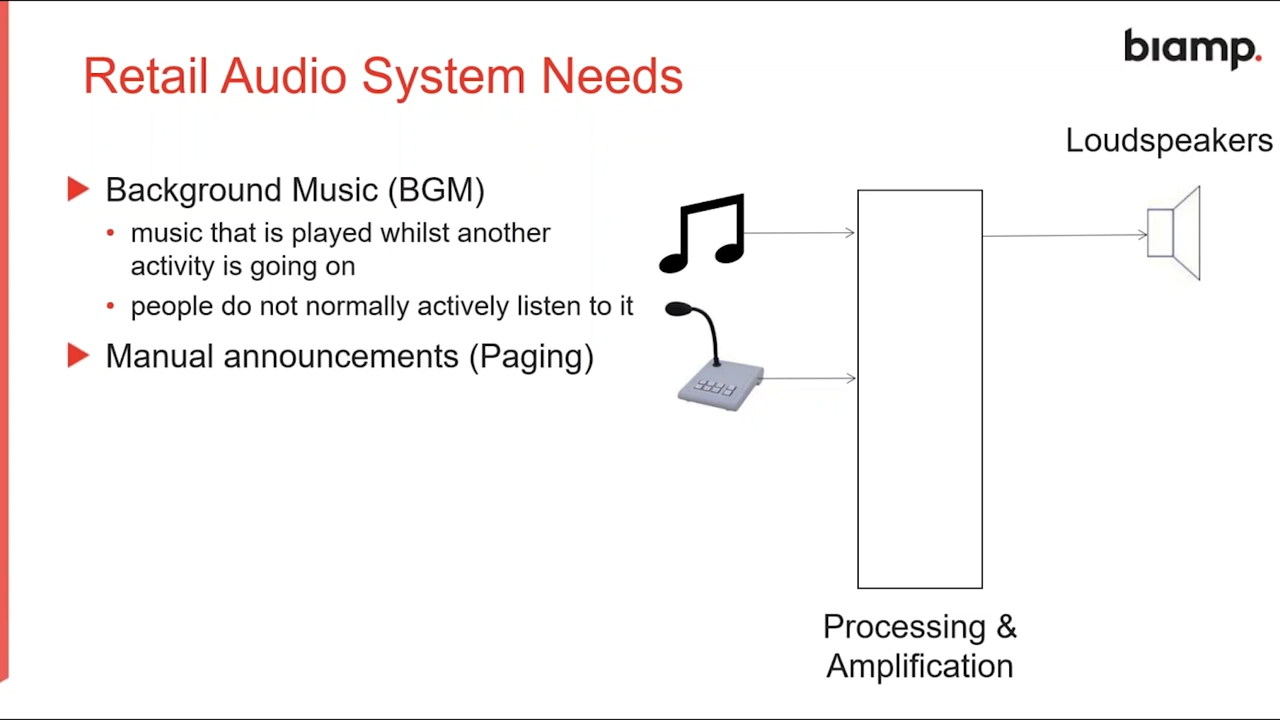 biamp.
Retail Audio System Needs
Loudspeakers
Background Music (BGM)
music that is played whilst another
activity is going on
people do not normally actively listen to it
Manual announcements (Paging)
Processing &
Amplification